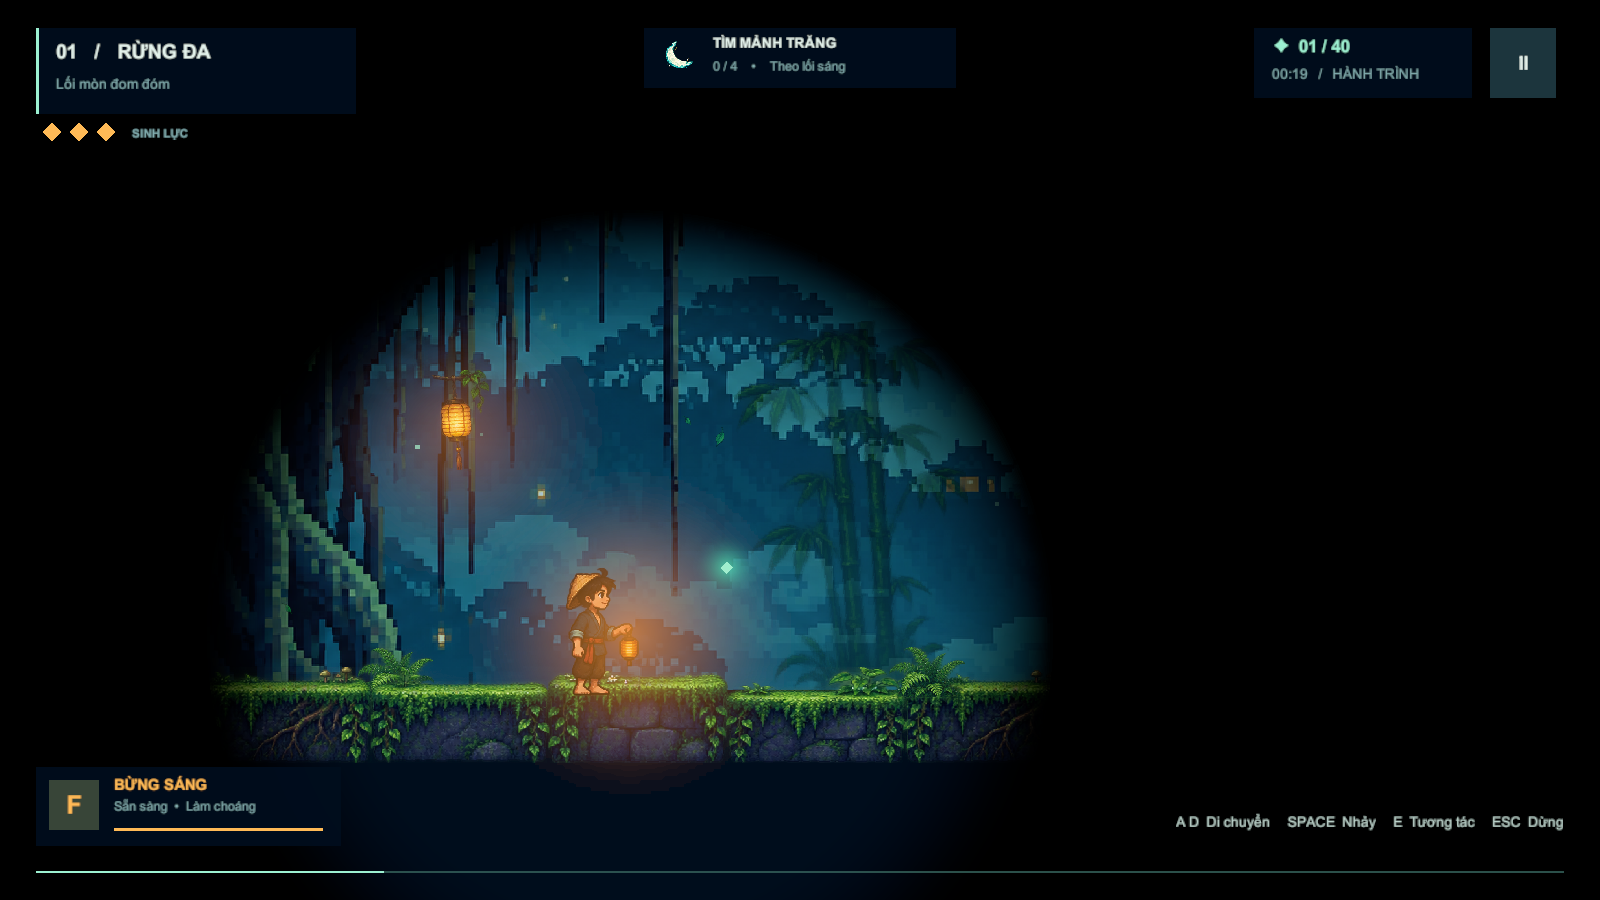 01 / RỪNG ĐA
Lối mòn đom đóm
SINH LỰC
TÌM MẢNH TRĂNG
0 / 4 • Theo lối sáng
01 / 40
00:19 / HÀNH TRÌNH
F
BỪNG SÁNG
Sẵn sàng • Làm choáng
A D Di chuyển SPACE Nhảy E Tương tác ESC Dừng